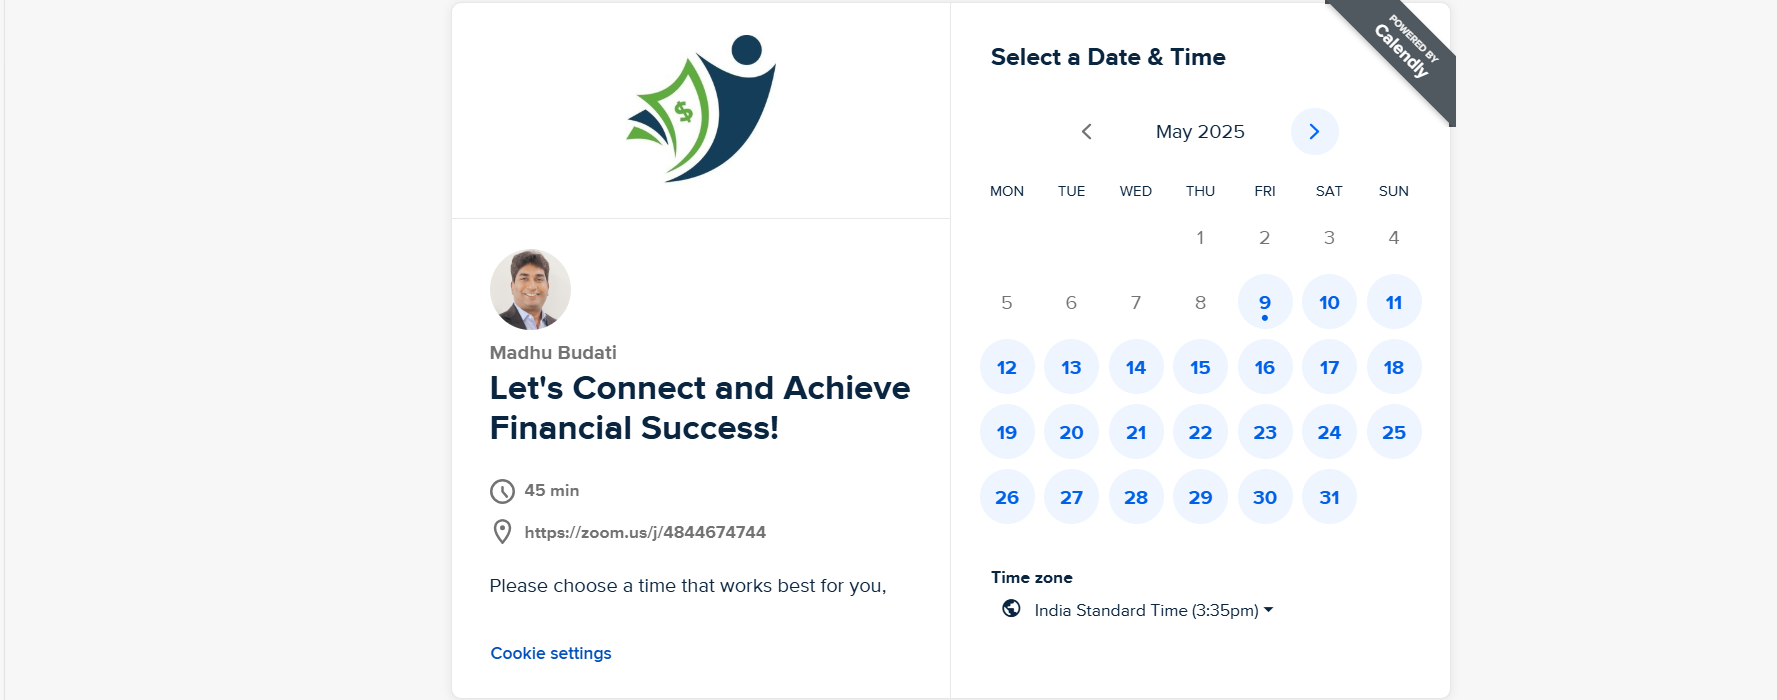 $
Madhu Budati
Let's Connect and Achieve
Financial Success!
45 min
https://zoom.us/j/4844674744
Please choose a time that works best for you,
Cookie settings
Select a Date & Time
POWERED BY
Calendly
May 2025
MON TUE WED THU FRI SAT SUN
1 2 3 4
5 6 7 8 9 10 11
12 13 14 15 16 17 18
19 20 21 22 23 24 25
26 27 28 29 30 31
Time zone
India Standard Time (3:35pm)